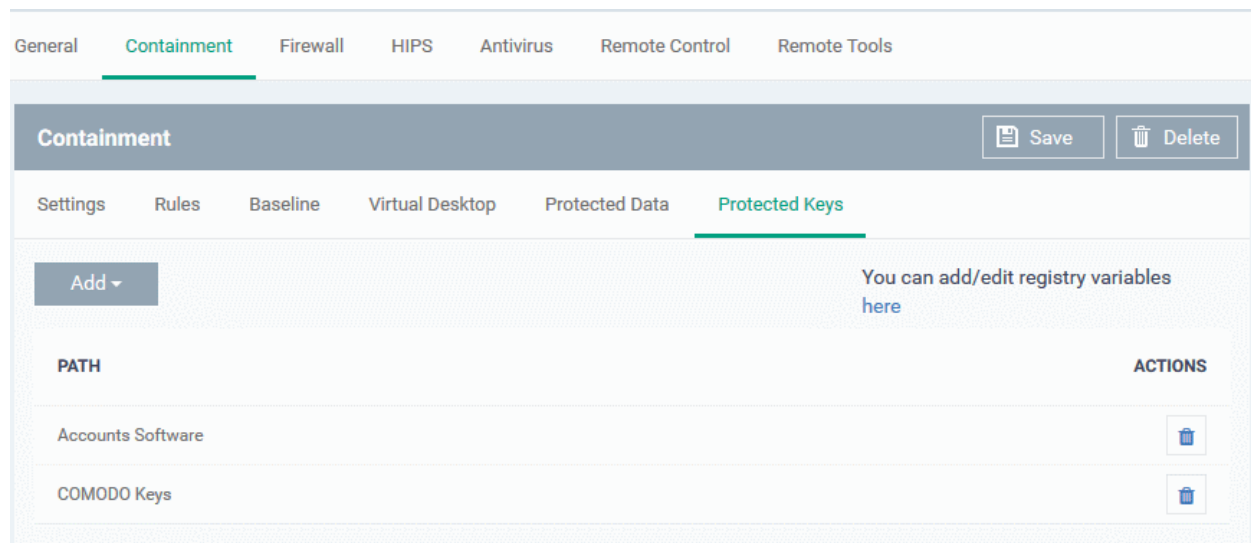 General Containment Firewall HIPS Antivirus Remote Control Remote Tools
Containment Save Delete
Settings Rules Baseline Virtual Desktop Protected Data Protected Keys
Add You can add/edit registry variables
here
PATH ACTIONS
Accounts Software
COMODO Keys